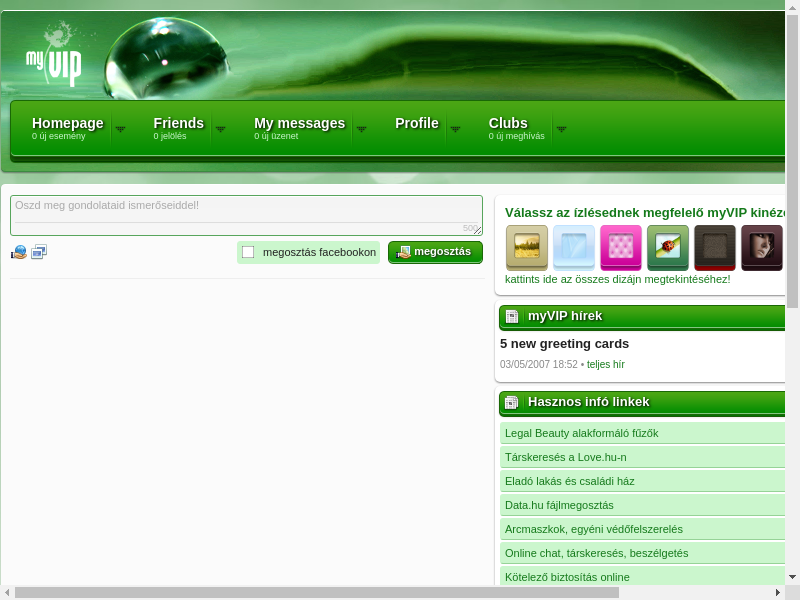 my VIP
Homepage
0 új esemény
Friends
0 jelölés
My messages
0 új üzenet
Profile
Clubs
0 új meghívás
Oszd meg gondolataid ismerőseiddel!
500
megosztás facebookon
megosztás
Válassz az ízlésednek megfelelő myVIP
kattints ide az összes dizájn megtekintéséhez!
myVIP hírek
5 new greeting cards
03/05/2007 18:52 • teljes hír
Hasznos infó linkek
Legal Beauty alakformáló fűzők
Társkeresés a Love.hu-n
Eladó lakás és családi ház
Data.hu fájlmegosztás
Arcmaszkok, egyéni védőfelszerelés
Online chat, társkeresés, beszélgetés
Kötelező biztosítás online